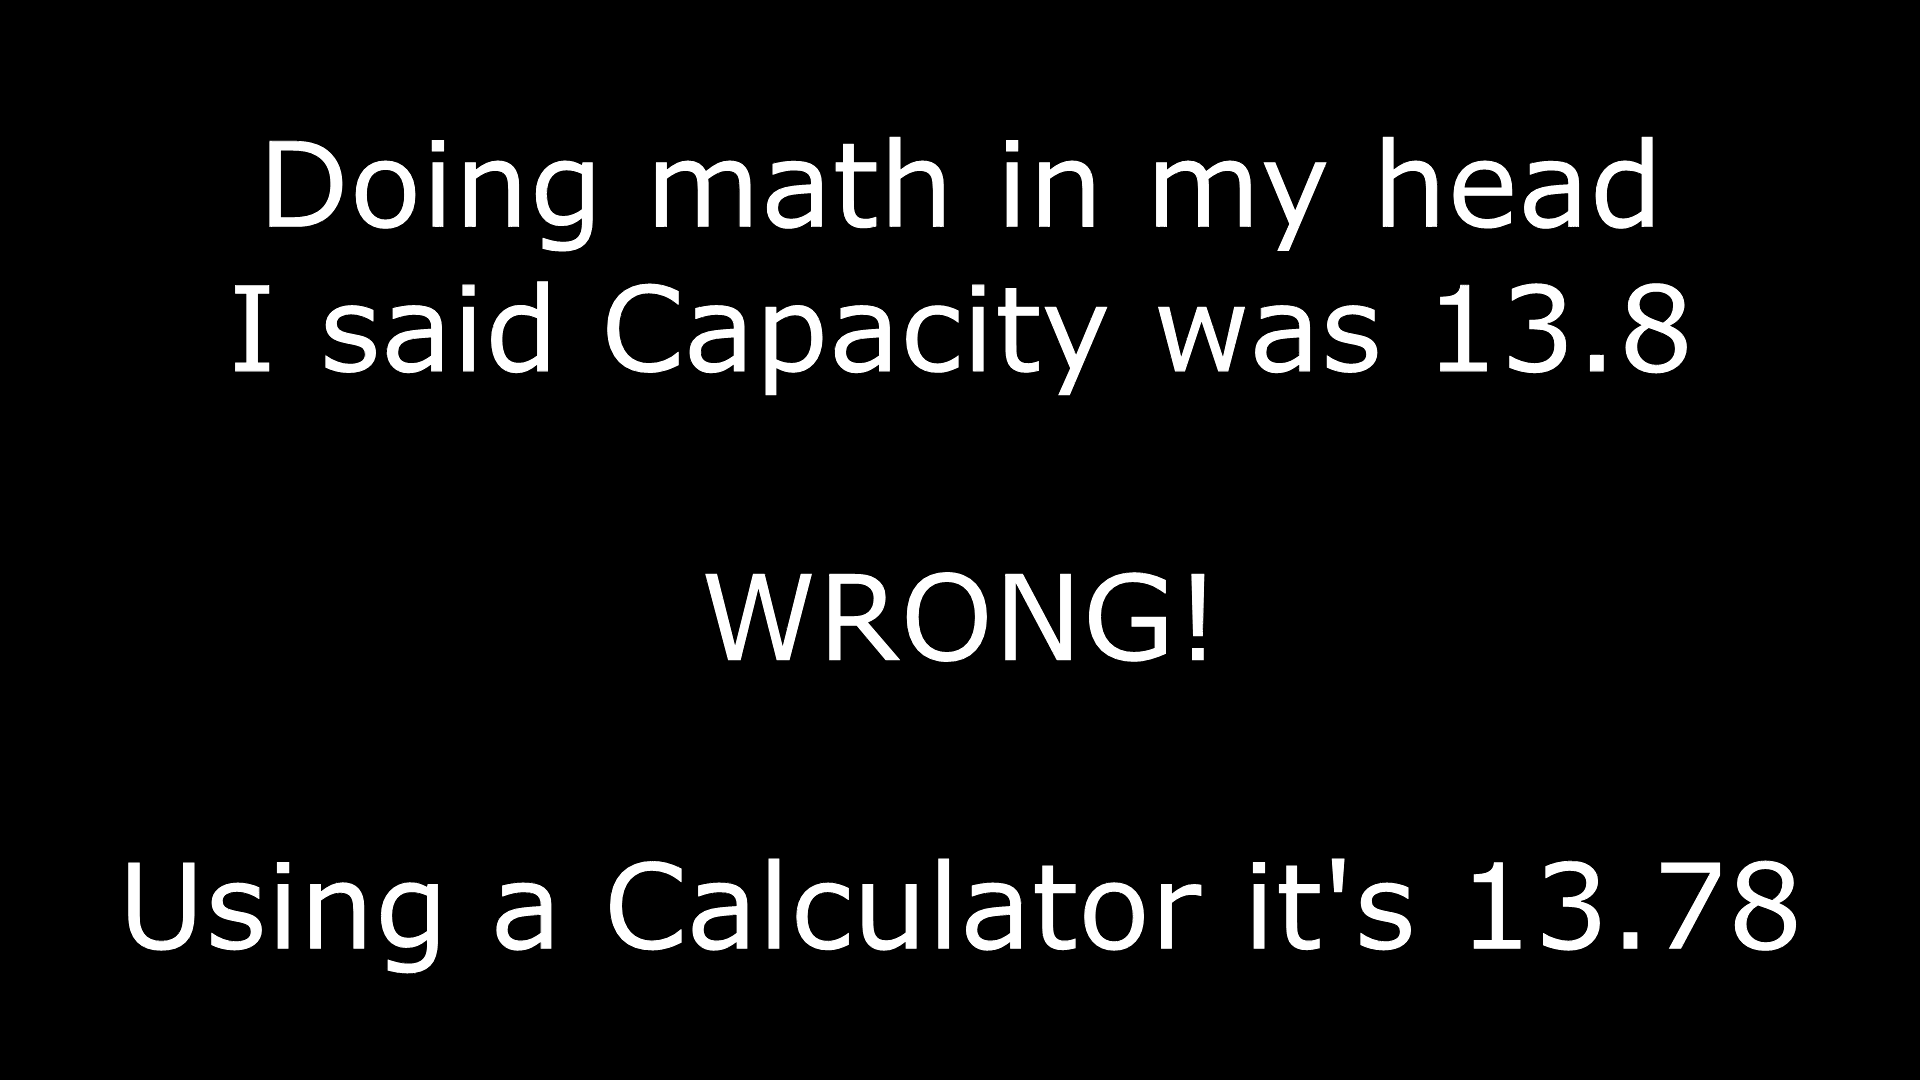 Doing math in my head
I said Capacity was 13.8
WRONG!
Using a Calculator it's 13.78